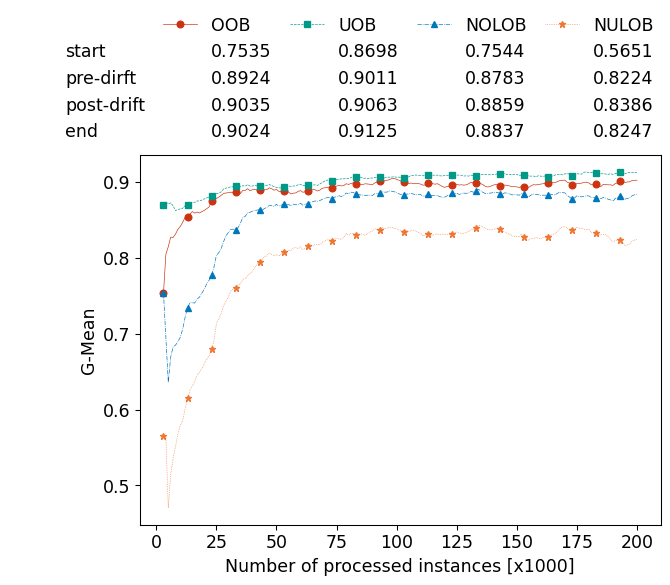 OOB UOB NOLOB NULOB
start 0.7535 0.8698 0.7544 0.5651
pre-dirft 0.8924 0.9011 0.8783 0.8224
post-drift 0.9035 0.9063 0.8859 0.8386
end 0.9024 0.9125 0.8837 0.8247
0.9
0.8
0.7
0.6
0.5
G-Mean
0 25 50 75 100 125 150 175 200
Number of processed instances [x1000]